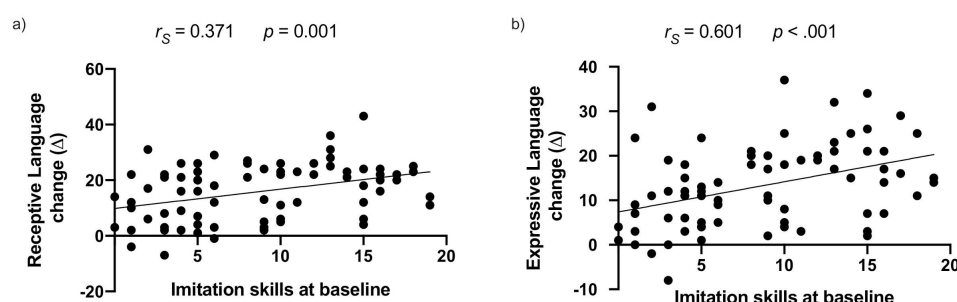 a)
r_S = 0.371 p = 0.001
Receptive Language
change (Δ)
60
40
20
0
-20
5
10
15
20
Imitation skills at baseline
b)
r_S = 0.601 p < .001
Expressive Language
change (Δ)
40
30
20
10
0
-10
5
10
15
20
Imitation skills at baseline